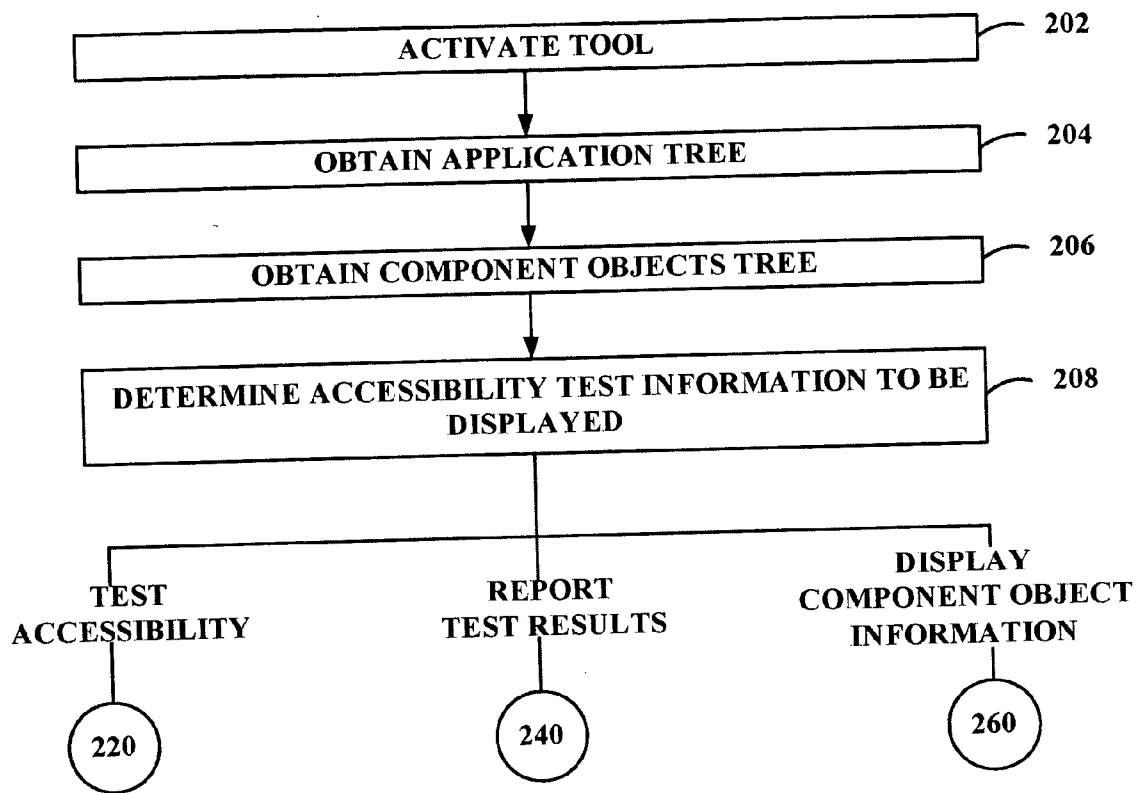 ACTIVATE TOOL
202
OBTAIN APPLICATION TREE
204
OBTAIN COMPONENT OBJECTS TREE
206
DETERMINE ACCESSIBILITY TEST INFORMATION TO BE
DISPLAYED
208
TEST
ACCESSIBILITY
REPORT
TEST RESULTS
DISPLAY
COMPONENT OBJECT
INFORMATION
220
240
260